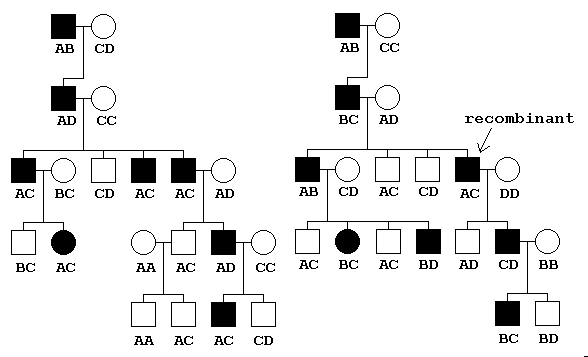 AB CD AB CC
AD CC BC AD
recombinant
AC BC CD AC AC AD AB CD AC CD AC DD
BC AC AA AC AD CC AC BC AC BD AD CD BB
AA AC AC CD BC BD